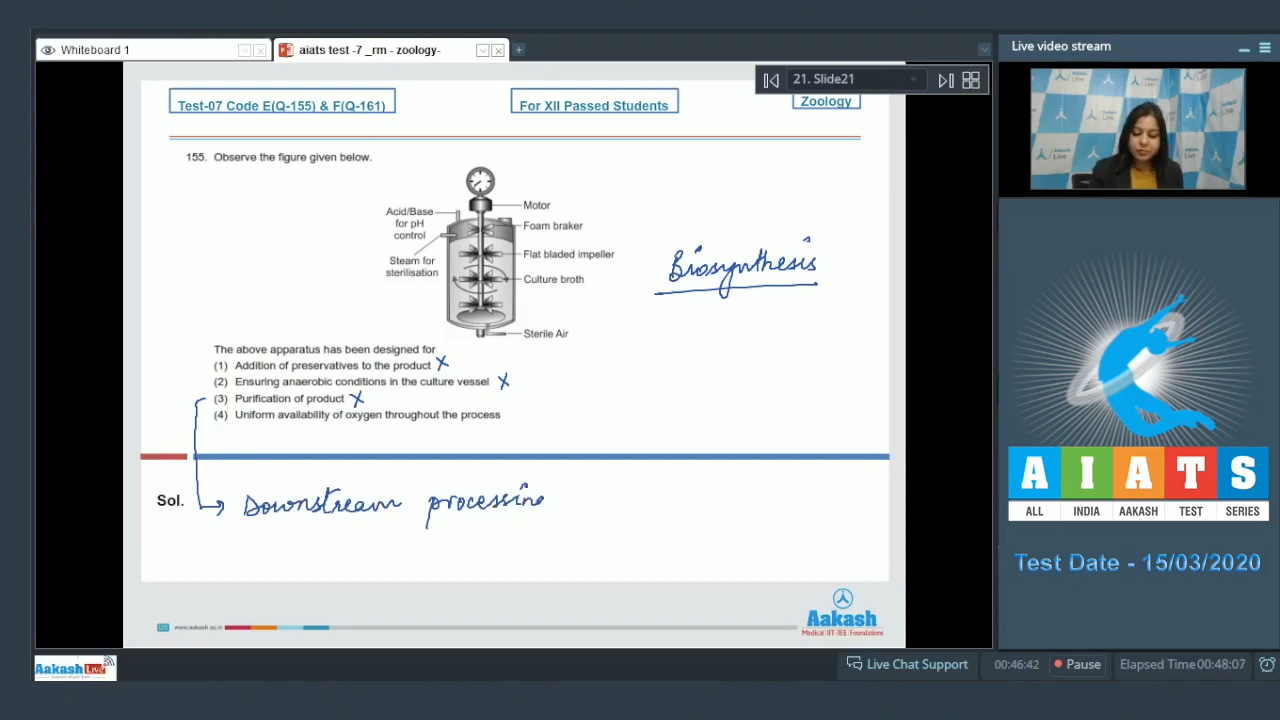 Whiteboard 1
aiats test -7 _rm - zoology-
Live video stream
21. Slide21
Test-07 Code E(Q-155) & F(Q-161)
For XII Passed Students
Zoology
155. Observe the figure given below.
Acid/Base
for pH
control
Steam for
sterilisation
Motor
Foam braker
Flat bladed impeller
Culture broth
Sterile Air
Biosynthesis
The above apparatus has been designed for
(1) Addition of preservatives to the product X
(2) Ensuring anaerobic conditions in the culture vessel X
(3) Purification of product X
(4) Uniform availability of oxygen throughout the process
Sol.
Downstream processine
www.aakash.ac.in
Aakash
Medical | IIT-JEE | Foundations
A I A T S
ALL INDIA AAKASH TEST SERIES
Test Date - 15/03/2020
Aakash Live
Live Chat Support
00:46:42
Pause
Elapsed Time 00:48:07